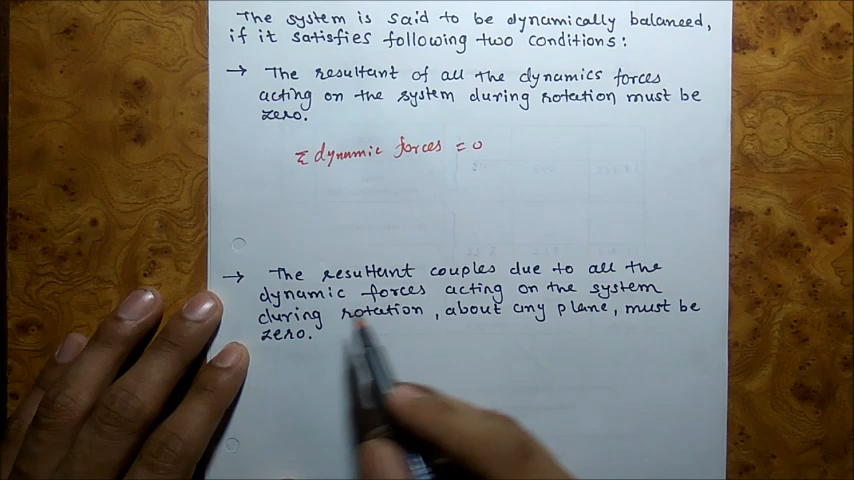 The system is said to be dynamically balanced,
if it satisfies following two conditions:
→ The resultant of all the dynamics forces
acting on the system during rotation must be
zero.
Σ dynamic forces = 0
→ The resultant couples due to all the
dynamic forces acting on the system
during rotation, about any plane, must be
zero.